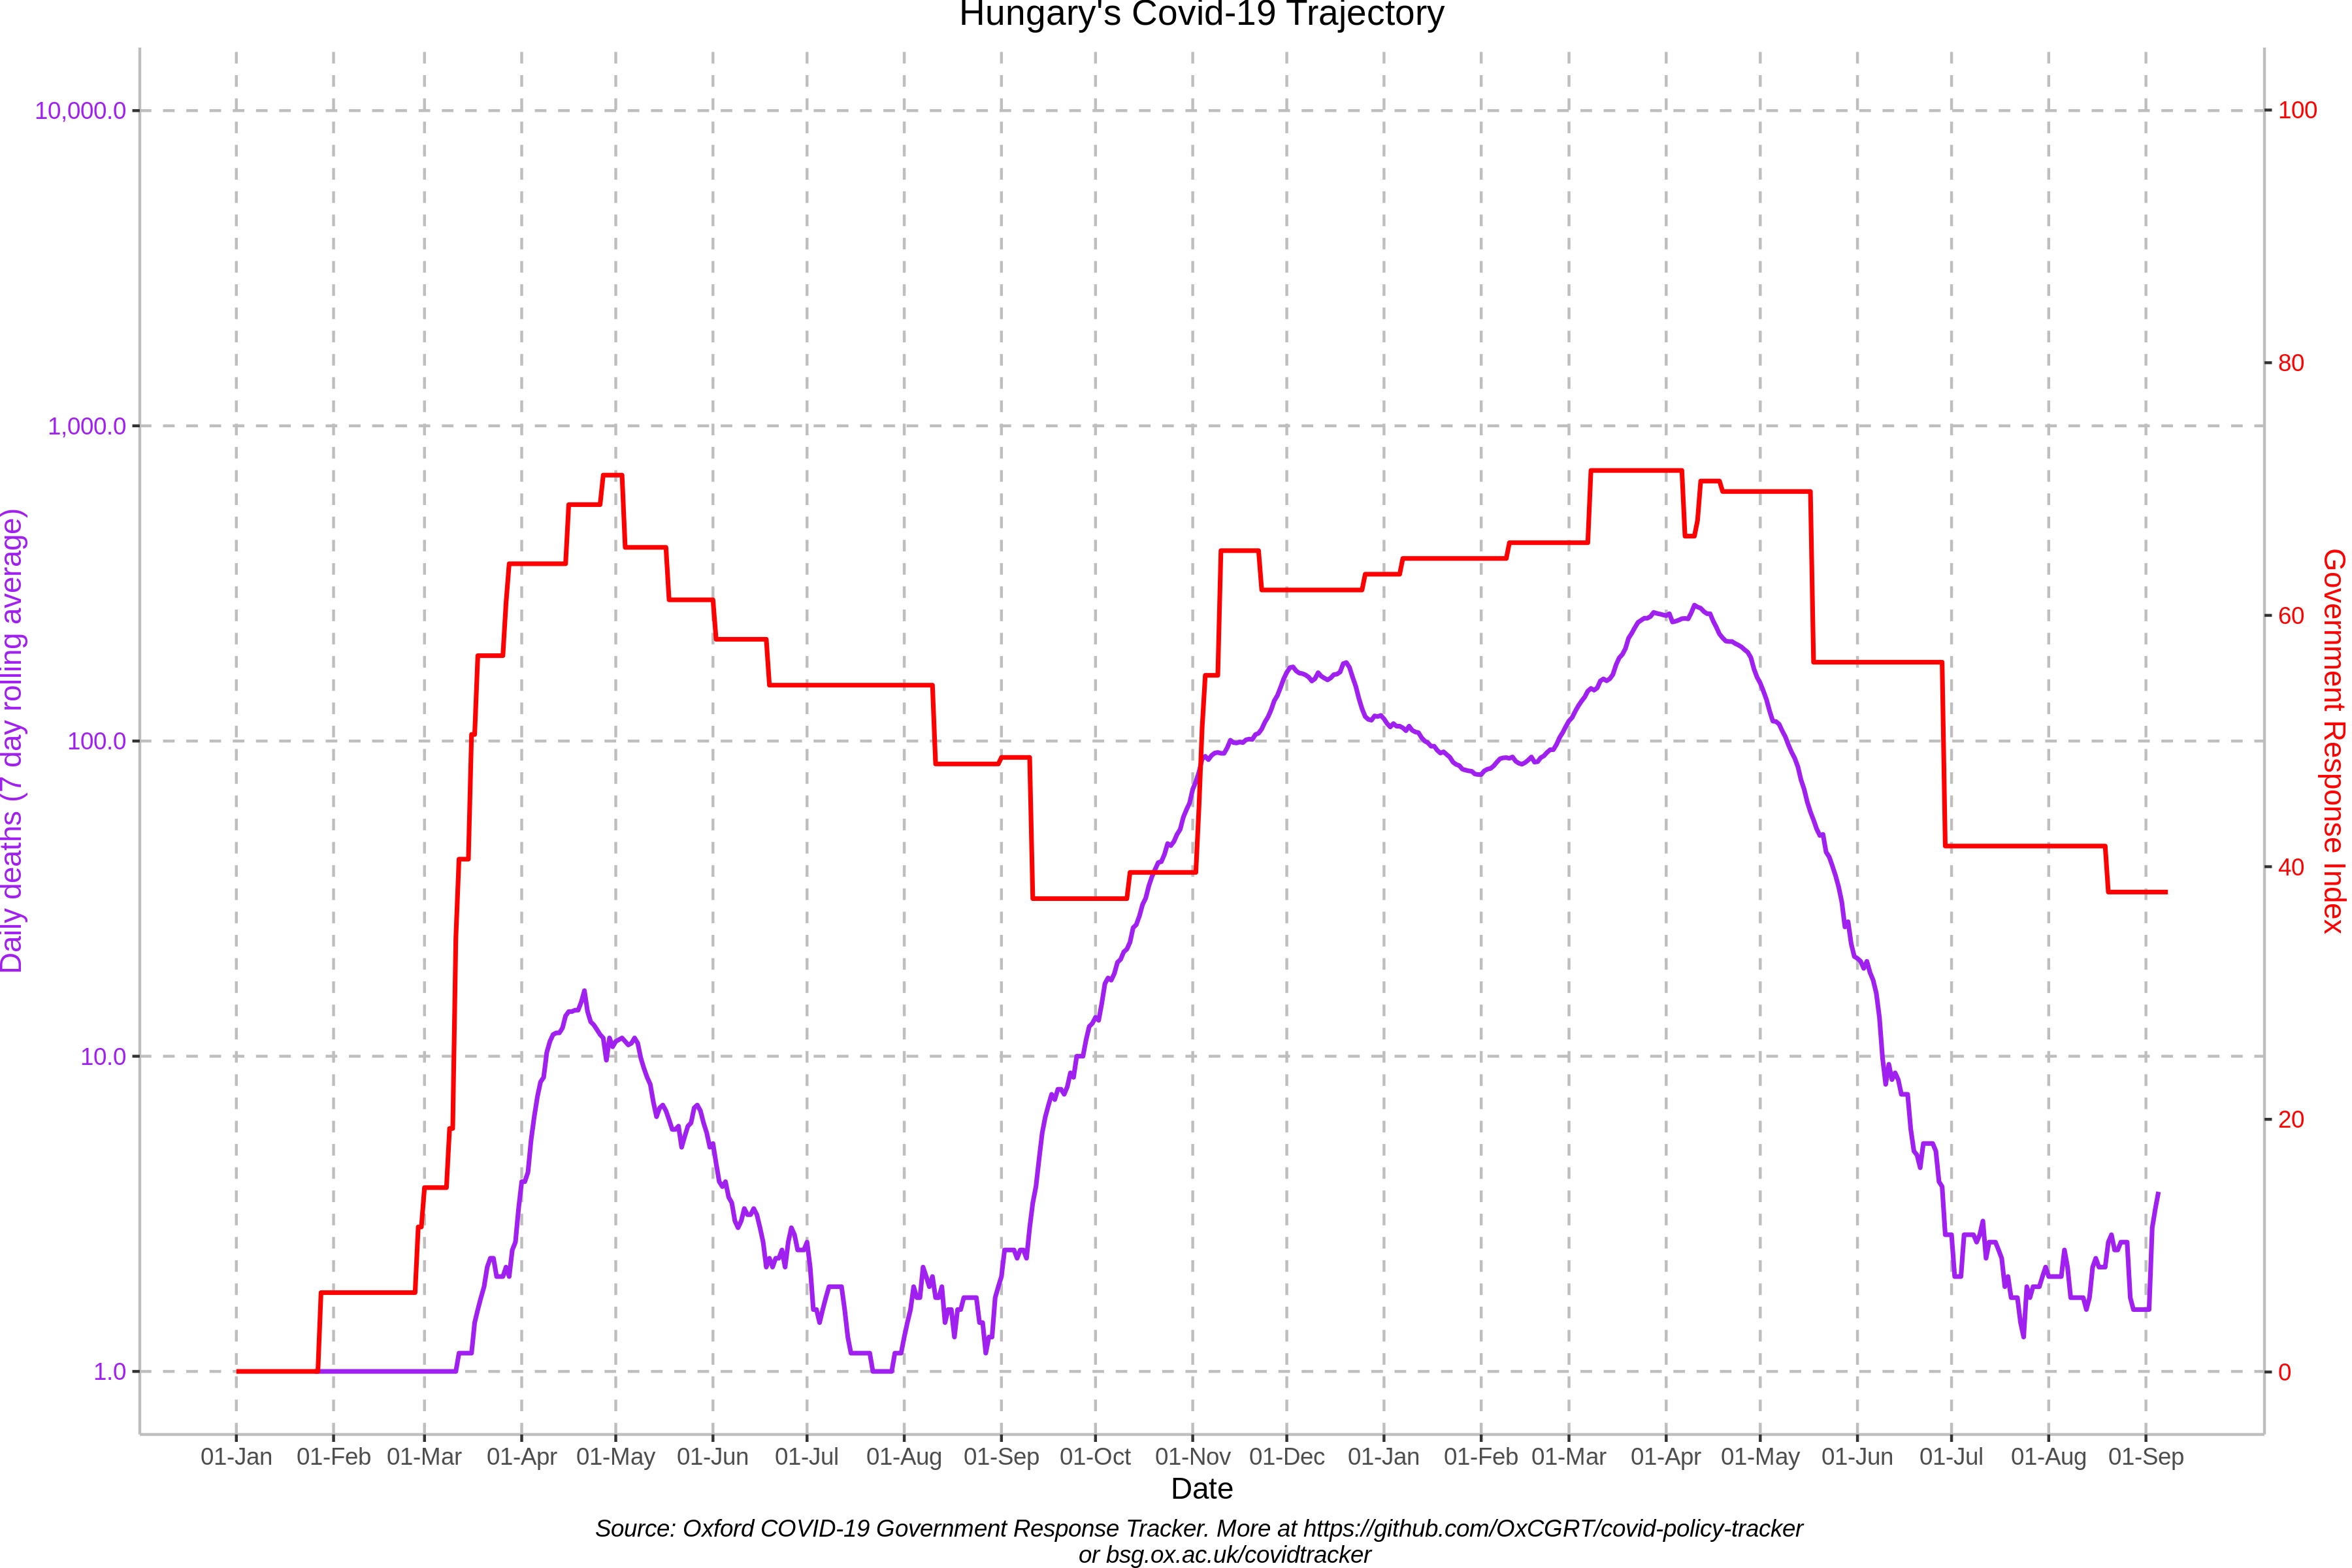 Hungary's Covid-19 Trajectory
10,000.0
1,000.0
100.0
10.0
1.0
Daily deaths (7 day rolling average)
100
80
60
40
20
0
Government Response Index
01-Jan 01-Feb 01-Mar 01-Apr 01-May 01-Jun 01-Jul 01-Aug 01-Sep 01-Oct 01-Nov 01-Dec 01-Jan 01-Feb 01-Mar 01-Apr 01-May 01-Jun 01-Jul 01-Aug 01-Sep
Date
Source: Oxford COVID-19 Government Response Tracker. More at https://github.com/OxCGRT/covid-policy-tracker
or bsg.ox.ac.uk/covidtracker